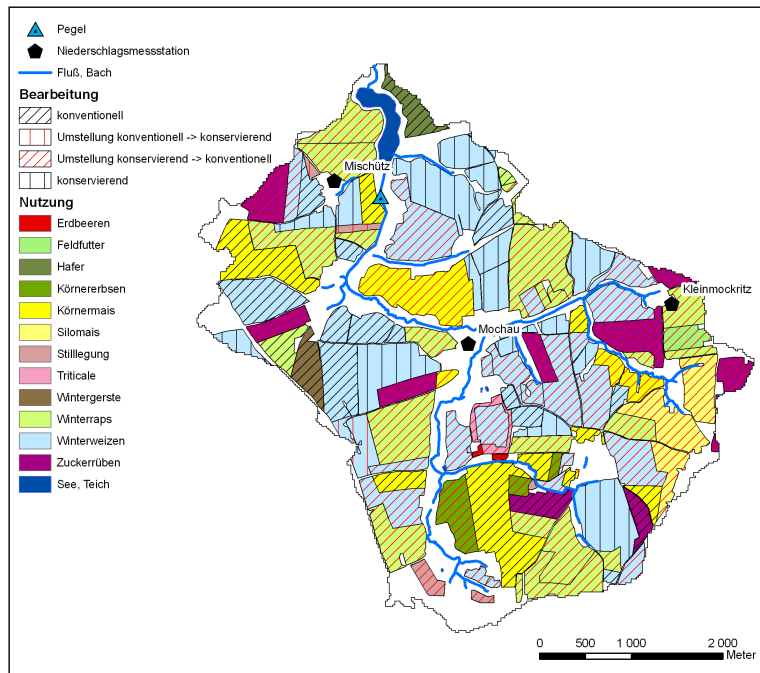 Pegel
Niederschlagsmessstation
Fluß, Bach
Bearbeitung
konventionell
Umstellung konventionell -> konservierend
Umstellung konservierend -> konventionell
konservierend
Nutzung
Erdbeeren
Feldfutter
Hafer
Körnererbsen
Körnermais
Silomais
Stilllegung
Triticale
Wintergerste
Winterraps
Winterweizen
Zuckerrüben
See, Teich
Mischütz
Kleinmockritz
Mochau
0 500 1 000 2 000
Meter